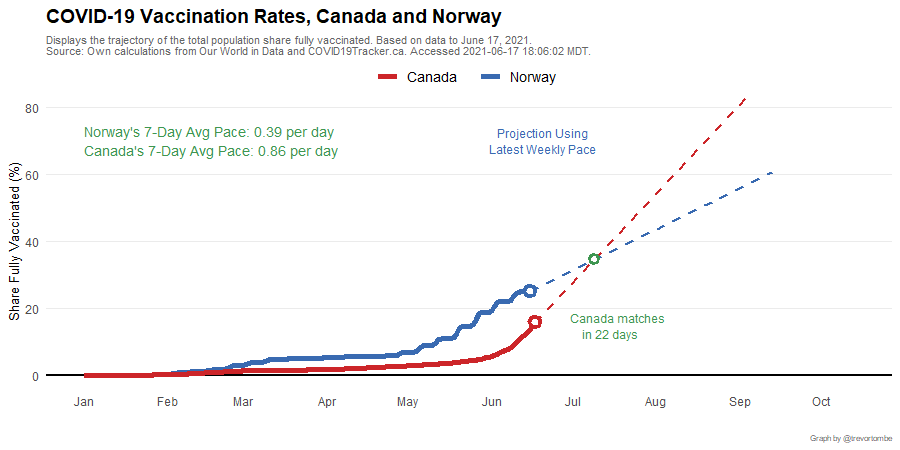 COVID-19 Vaccination Rates, Canada and Norway
Displays the trajectory of the total population share fully vaccinated. Based on data to June 17, 2021.
Source: Own calculations from Our World in Data and COVID19Tracker.ca. Accessed 2021-06-17 18:06:02 MDT.
Canada
Norway
Share Fully Vaccinated (%)
80
60
40
20
0
Norway's 7-Day Avg Pace: 0.39 per day
Canada's 7-Day Avg Pace: 0.86 per day
Projection Using
Latest Weekly Pace
Canada matches
in 22 days
Jan
Feb
Mar
Apr
May
Jun
Jul
Aug
Sep
Oct
Graph by @trevortombe